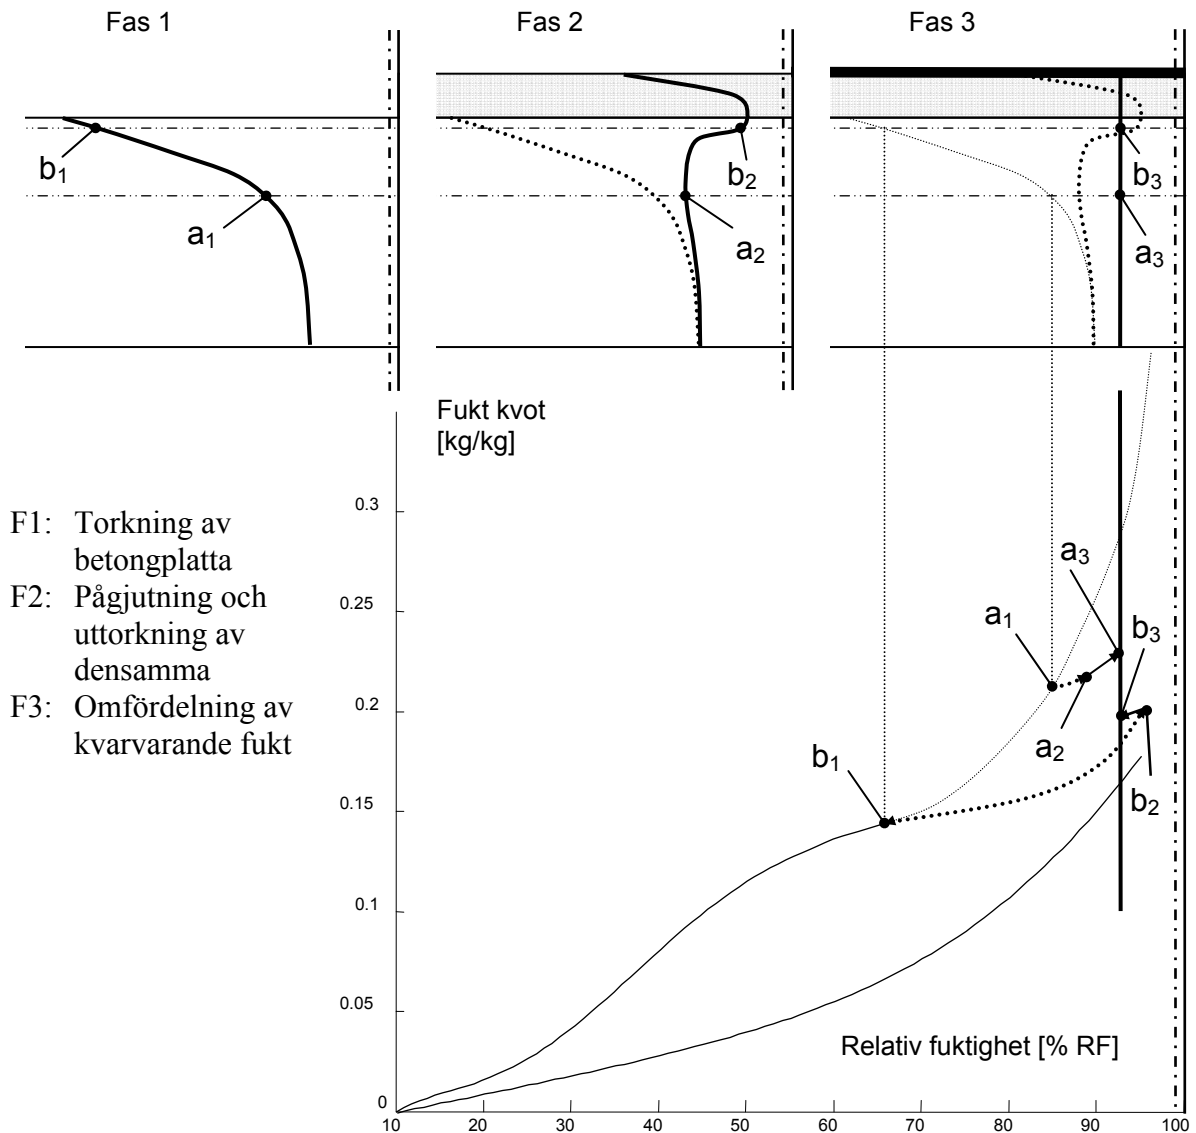 Fas 1
Fas 2
Fas 3
b1
a1
b2
a2
b3
a3
Fukt kvot
[kg/kg]
F1: Torkning av
betongplatta
F2: Pågjutning och
uttorkning av
densamma
F3: Omfördelning av
kvarvarande fukt
0.3
0.25
0.2
0.15
0.1
0.05
0
a3
a1
b3
a2
b1
b2
Relativ fuktighet [% RF]
10 20 30 40 50 60 70 80 90 100